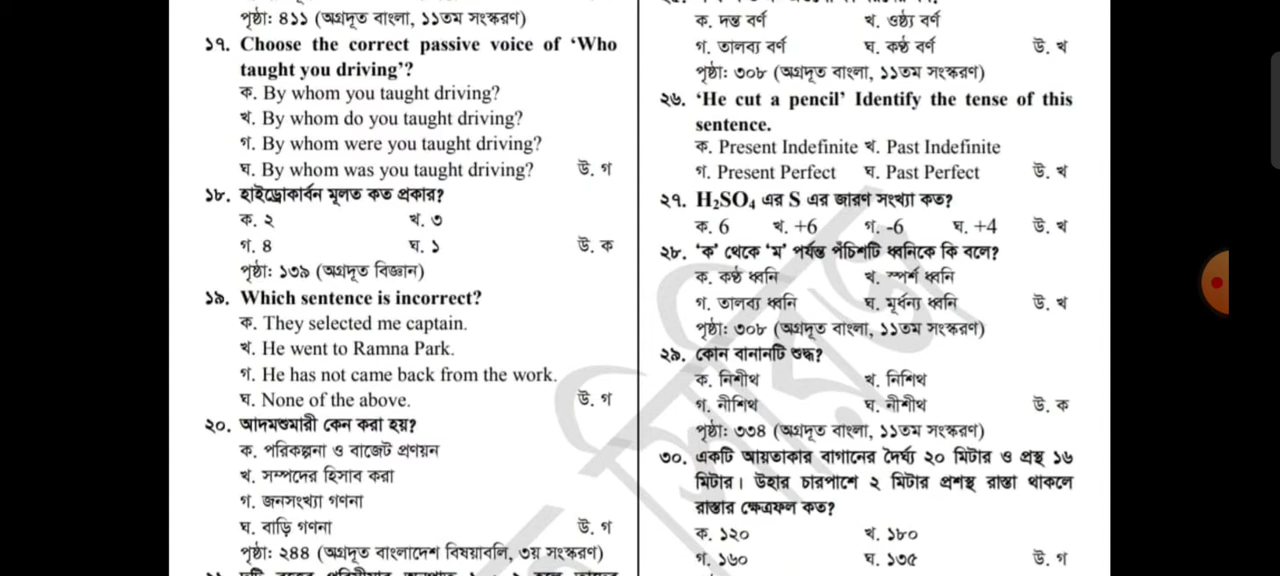 পৃষ্ঠা: ৪১১ (অগ্রদূত বাংলা, ১১তম সংস্করণ)
১৭. Choose the correct passive voice of ‘Who
taught you driving’?
ক. By whom you taught driving?
খ. By whom do you taught driving?
গ. By whom were you taught driving?
ঘ. By whom was you taught driving? উ. গ
১৮. হাইড্রোকার্বন মূলত কত প্রকার?
ক. ২ খ. ৩
গ. ৪ ঘ. ১ উ. ক
পৃষ্ঠা: ১৩৯ (অগ্রদূত বিজ্ঞান)
১৯. Which sentence is incorrect?
ক. They selected me captain.
খ. He went to Ramna Park.
গ. He has not came back from the work.
ঘ. None of the above. উ. গ
২০. আদমশুমারী কেন করা হয়?
ক. পরিকল্পনা ও বাজেট প্রণয়ন
খ. সম্পদের হিসাব করা
গ. জনসংখ্যা গণনা
ঘ. বাড়ি গণনা উ. গ
পৃষ্ঠা: ২৪৪ (অগ্রদূত বাংলাদেশ বিষয়াবলি, ৩য় সংস্করণ)
ক. দন্ত বর্ণ খ. ওষ্ঠ্য বর্ণ
গ. তালব্য বর্ণ ঘ. কণ্ঠ বর্ণ উ. খ
পৃষ্ঠা: ৩০৮ (অগ্রদূত বাংলা, ১১তম সংস্করণ)
২৬. ‘He cut a pencil’ Identify the tense of this
sentence.
ক. Present Indefinite খ. Past Indefinite
গ. Present Perfect ঘ. Past Perfect উ. খ
২৭. H₂SO₄ এর S এর জারণ সংখ্যা কত?
ক. 6 খ. +6 গ. -6 ঘ. +4 উ. খ
২৮. ‘ক’ থেকে ‘ম’ পর্যন্ত পঁচিশটি ধ্বনিকে কি বলে?
ক. কণ্ঠ ধ্বনি খ. স্পর্শ ধ্বনি
গ. তালব্য ধ্বনি ঘ. মূর্ধন্য ধ্বনি উ. খ
পৃষ্ঠা: ৩০৮ (অগ্রদূত বাংলা, ১১তম সংস্করণ)
২৯. কোন বানানটি শুদ্ধ?
ক. নিশীথ খ. নিশিথ
গ. নীশিথ ঘ. নীশীথ উ. ক
পৃষ্ঠা: ৩৩৪ (অগ্রদূত বাংলা, ১১তম সংস্করণ)
৩০. একটি আয়তাকার বাগানের দৈর্ঘ্য ২০ মিটার ও প্রস্থ ১৬
মিটার। উহার চারপাশে ২ মিটার প্রশস্থ রাস্তা থাকলে
রাস্তার ক্ষেত্রফল কত?
ক. ১২০ খ. ১৮০
গ. ১৬০ ঘ. ১৩৫ উ. গ